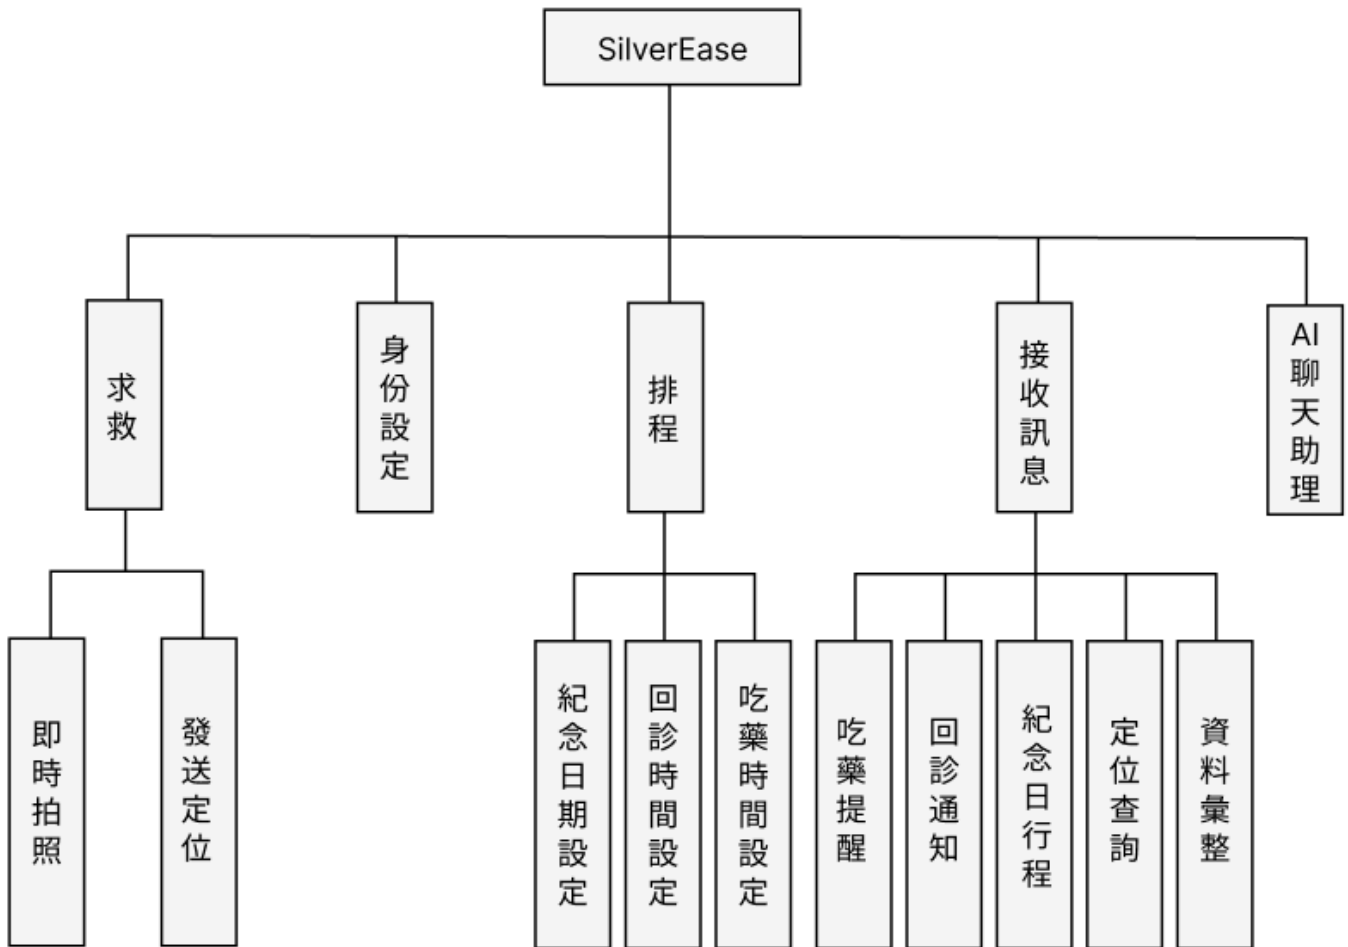 SilverEase
求救
身份設定
排程
接收訊息
AI聊天助理
即時拍照
發送定位
紀念日期設定
回診時間設定
吃藥時間設定
吃藥提醒
回診通知
紀念日行程
定位查詢
資料彙整